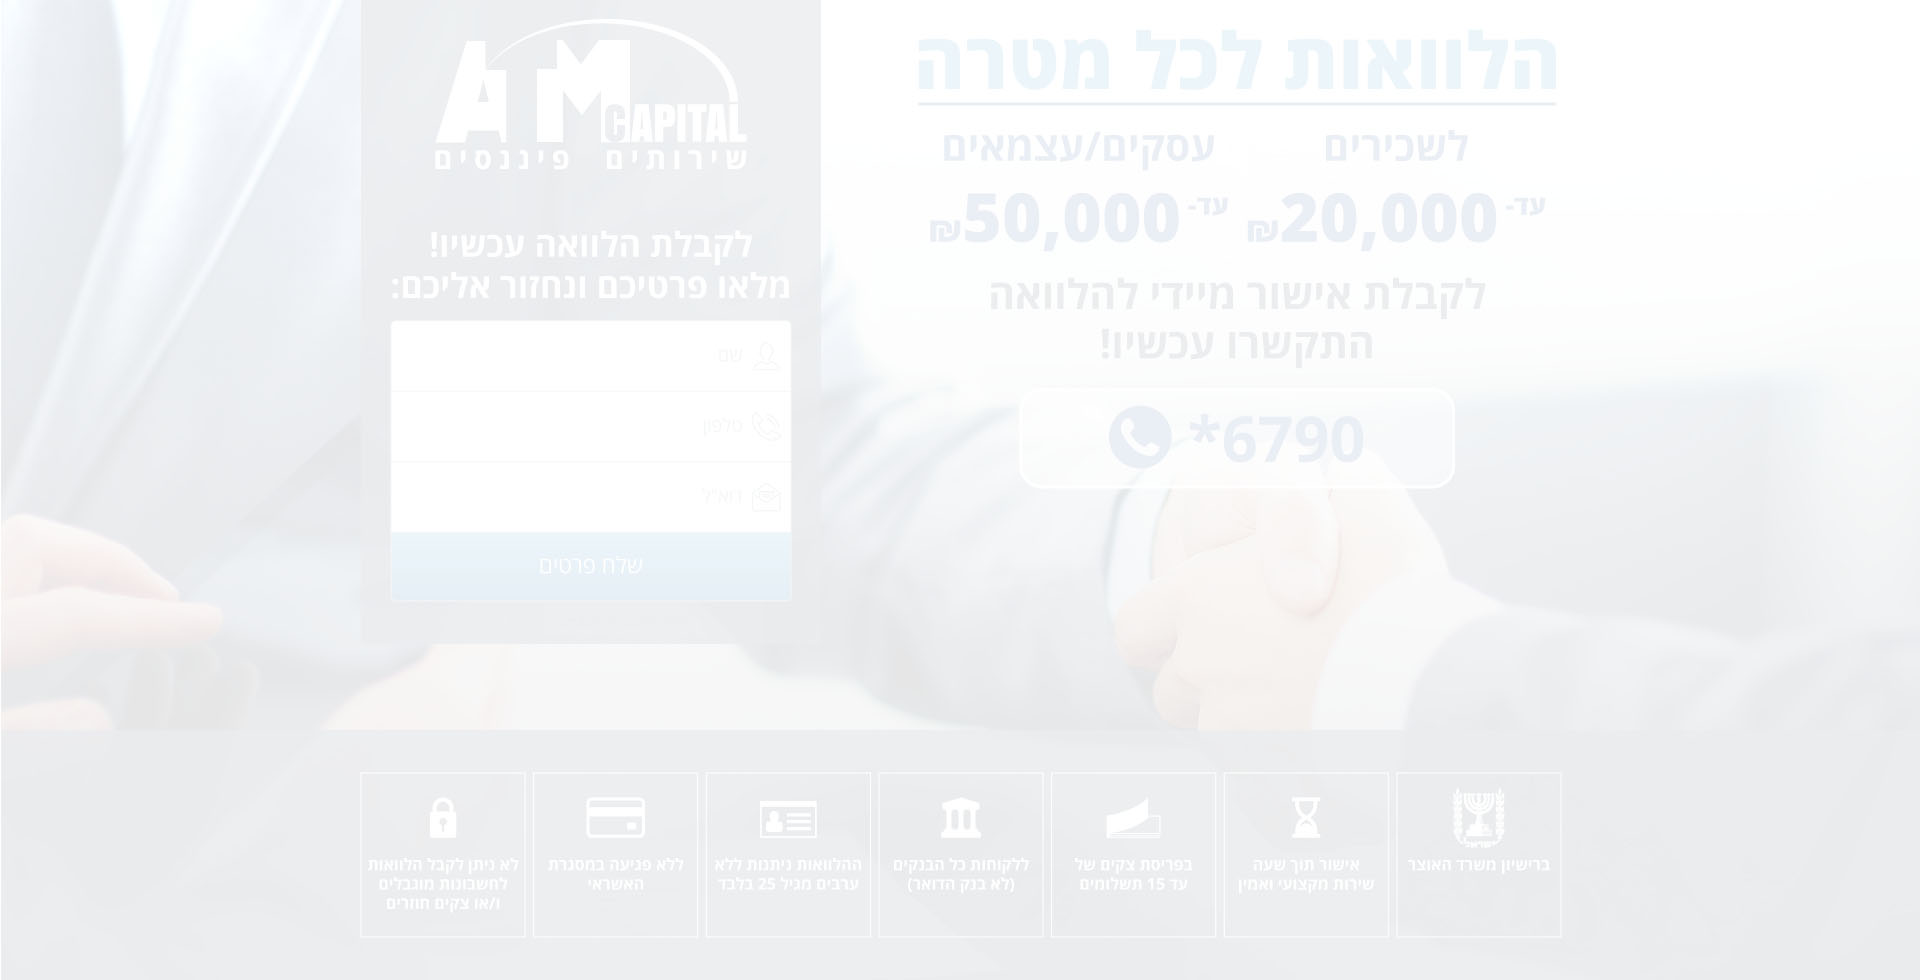 הלוואות לכל מטרה
לשכירים
עד- 20,000₪
עסקים/עצמאים
עד- 50,000₪
לקבלת אישור מיידי להלוואה
התקשרו עכשיו!
*6790
ATM CAPITAL
שירותים פיננסים
לקבלת הלוואה עכשיו!
מלאו פרטיכם ונחזור אליכם:
שם
טלפון
דוא"ל
שלח פרטים
ברישיון משרד האוצר
אישור תוך שעה
שירות מקצועי ואמין
בפריסת צקים של
עד 15 תשלומים
ללקוחות כל הבנקים
(לא בנק הדואר)
ההלוואות ניתנות ללא
ערבים מגיל 25 בלבד
ללא פגיעה במסגרת
האשראי
לא ניתן לקבל הלוואות
לחשבונות מוגבלים
ו/או צקים חוזרים